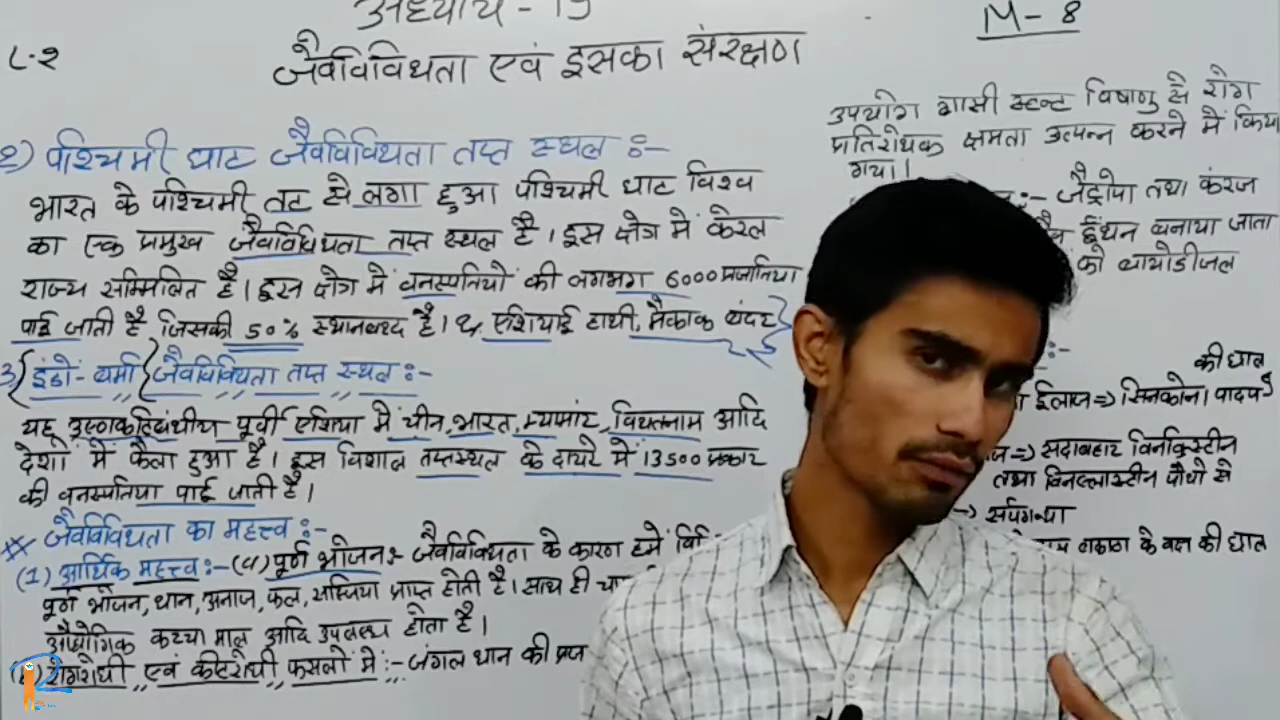 अध्याय - 15
M - 8
L-2
जैवविविधता एवं इसका संरक्षण
2) पश्चिमी घाट जैवविविधता तप्त स्थल :-
भारत के पश्चिमी तट से लगा हुआ पश्चिमी घाट विश्व
का एक प्रमुख जैवविविधता तप्त स्थल है। इस क्षेत्र में केरल
राज्य सम्मिलित है। इस क्षेत्र में वनस्पतियों की लगभग 6000 प्रजातिया
पाई जाती है जिसकी 50% स्थानबध्द है। Eg एशियाई हाथी, मैकाक बंदर
3) इंडो-बर्मा जैवविविधता तप्त स्थल :-
यह उष्णकटिबंधीय पूर्वी एशिया में चीन, भारत, म्यामांर, वियतनाम आदि
देशों में फैला हुआ है। इस विशाल तप्तस्थल के दायरे में 13500 प्रकार
की वनस्पतिया पाई जाती है।
जैवविविधता का महत्त्व :-
(1) आर्थिक महत्त्व :- (a) पूर्ण भोजन :- जैवविविधता के कारण हमें
पूर्ण भोजन, धान, अनाज, फल, सब्जिया प्राप्त होती है। साथ ही
औद्योगिक कच्चा माल आदि उपलब्ध होता है।
रोगरोधी एवं कीटरोधी फसलों में :- जंगल धान की
उपयोग ग्रासी स्टन्ट विषाणु से रोग
प्रतिरोधक क्षमता उत्पन्न करने में किया
गया।
:- जैट्रोपा तथा करंज
ईंधन बनाया जाता
को बायोडीजल
:-
की छाल
ईलाज => सिनकोना पादप
=> सदाबहार विनक्रिस्टीन
तथा विनब्लास्टीन पौधो से
-> सर्पगन्धा
के वृक्ष की छाल